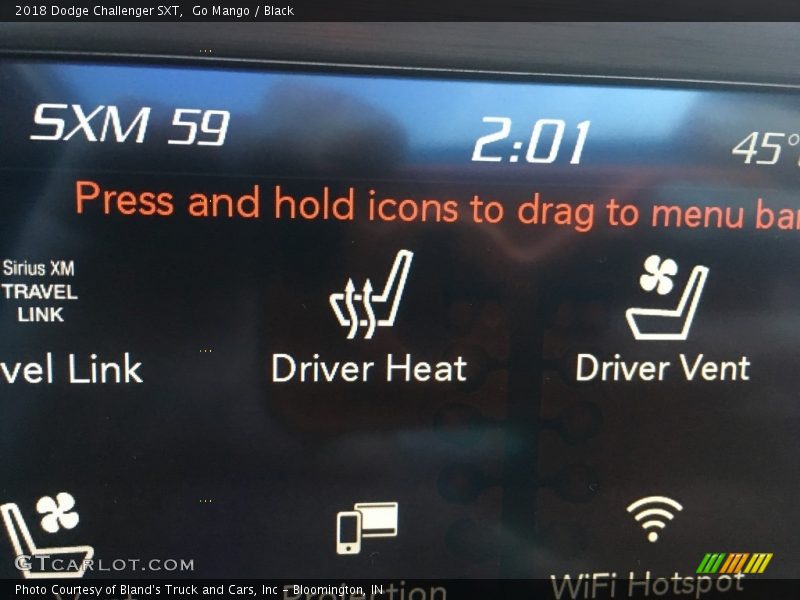 2018 Dodge Challenger SXT, Go Mango / Black
SXM 59 2:01 45°
Press and hold icons to drag to menu bar
Sirius XM
TRAVEL
LINK
vel Link Driver Heat Driver Vent
GTCARLOT.COM
Projection WiFi Hotspot
Photo Courtesy of Bland's Truck and Cars, Inc – Bloomington, IN